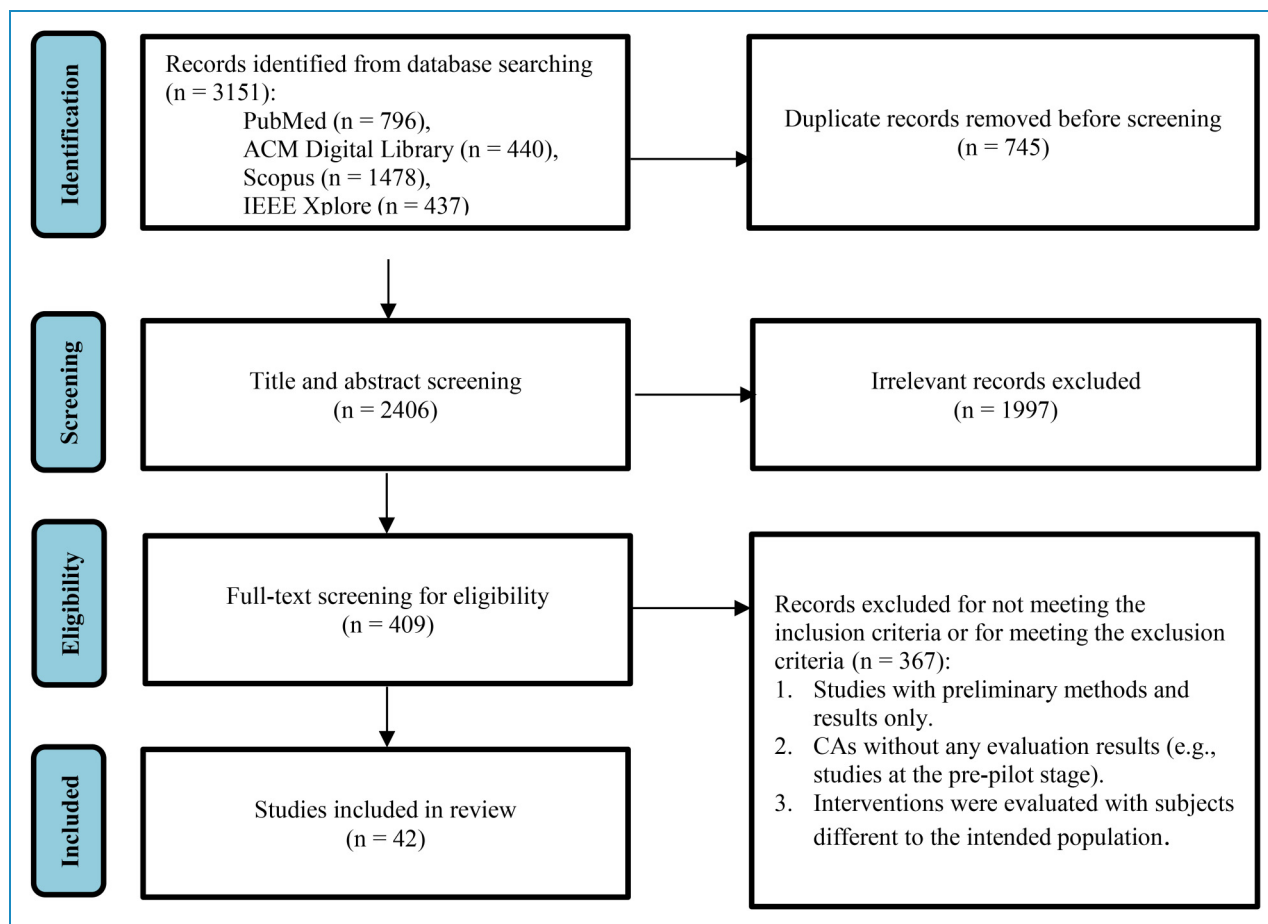 Identification
Records identified from database searching
(n = 3151):
PubMed (n = 796),
ACM Digital Library (n = 440),
Scopus (n = 1478),
IEEE Xplore (n = 437)
Duplicate records removed before screening
(n = 745)
Screening
Title and abstract screening
(n = 2406)
Irrelevant records excluded
(n = 1997)
Eligibility
Full-text screening for eligibility
(n = 409)
Records excluded for not meeting the
inclusion criteria or for meeting the exclusion
criteria (n = 367):
1. Studies with preliminary methods and
results only.
2. CAs without any evaluation results (e.g.,
studies at the pre-pilot stage).
3. Interventions were evaluated with subjects
different to the intended population.
Included
Studies included in review
(n = 42)